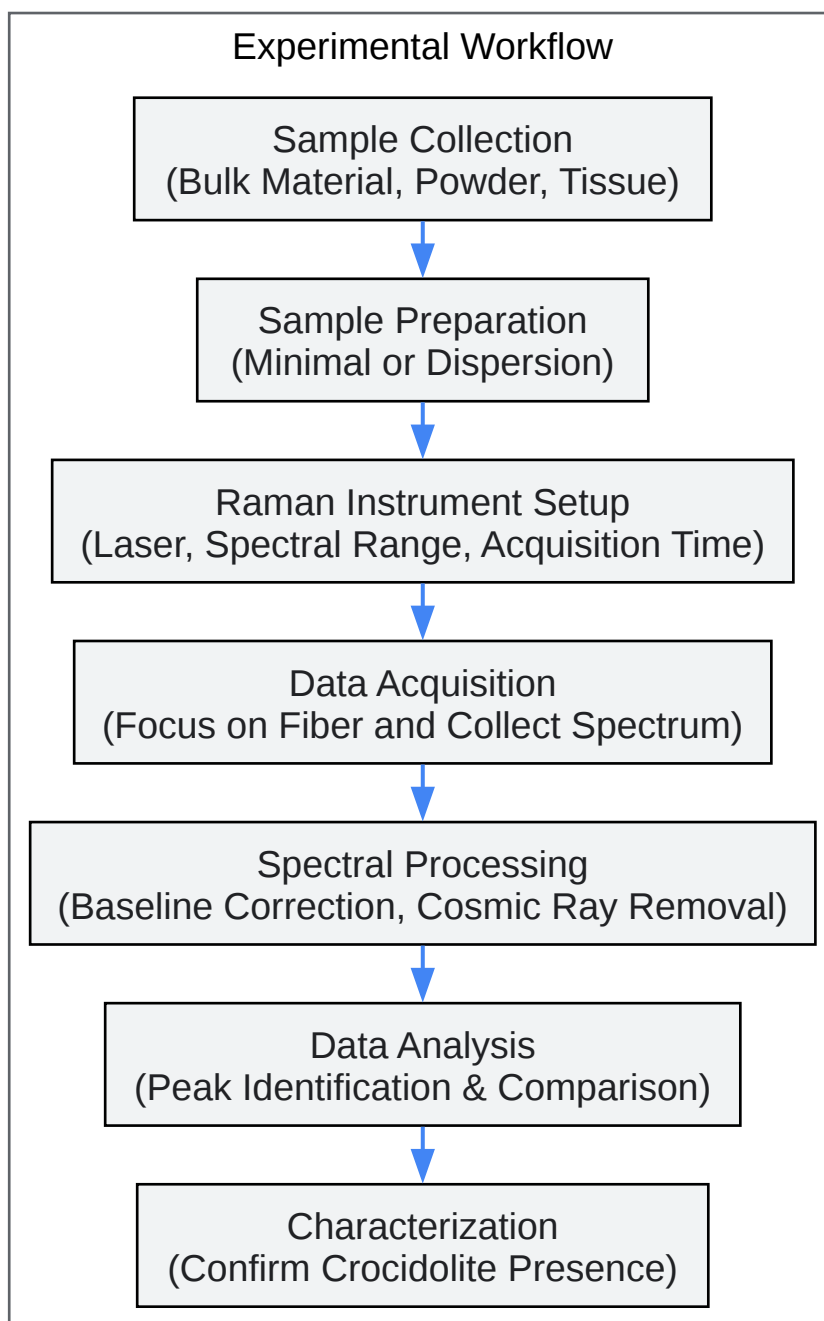 Experimental Workflow
Sample Collection
(Bulk Material, Powder, Tissue)
Sample Preparation
(Minimal or Dispersion)
Raman Instrument Setup
(Laser, Spectral Range, Acquisition Time)
Data Acquisition
(Focus on Fiber and Collect Spectrum)
Spectral Processing
(Baseline Correction, Cosmic Ray Removal)
Data Analysis
(Peak Identification & Comparison)
Characterization
(Confirm Crocidolite Presence)